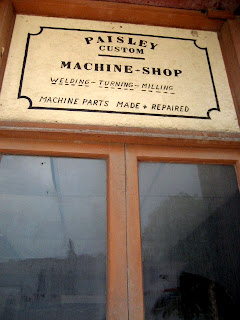 PAISLEY
CUSTOM
MACHINE-SHOP
WELDING-TURNING-MILLING
MACHINE PARTS MADE + REPAIRED